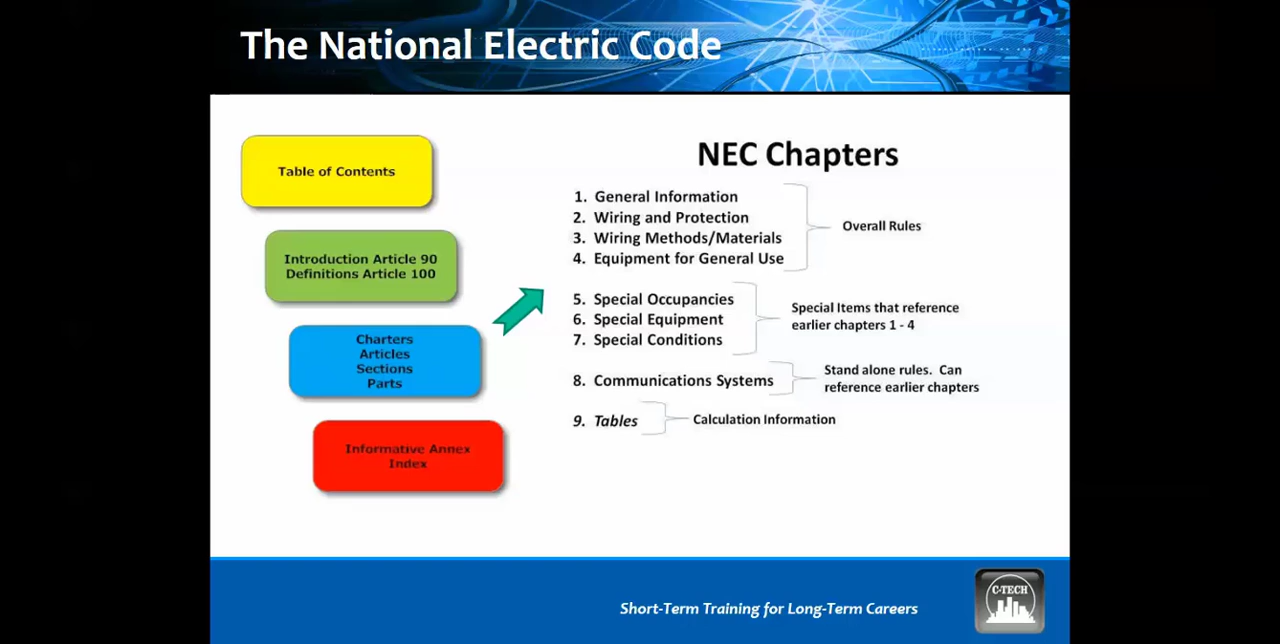 The National Electric Code
Table of Contents
Introduction Article 90
Definitions Article 100
Charters
Articles
Sections
Parts
Informative Annex
Index
NEC Chapters
1. General Information
2. Wiring and Protection
3. Wiring Methods/Materials
4. Equipment for General Use
Overall Rules
5. Special Occupancies
6. Special Equipment
7. Special Conditions
Special Items that reference
earlier chapters 1 - 4
8. Communications Systems
Stand alone rules. Can
reference earlier chapters
9. Tables
Calculation Information
Short-Term Training for Long-Term Careers
C-TECH